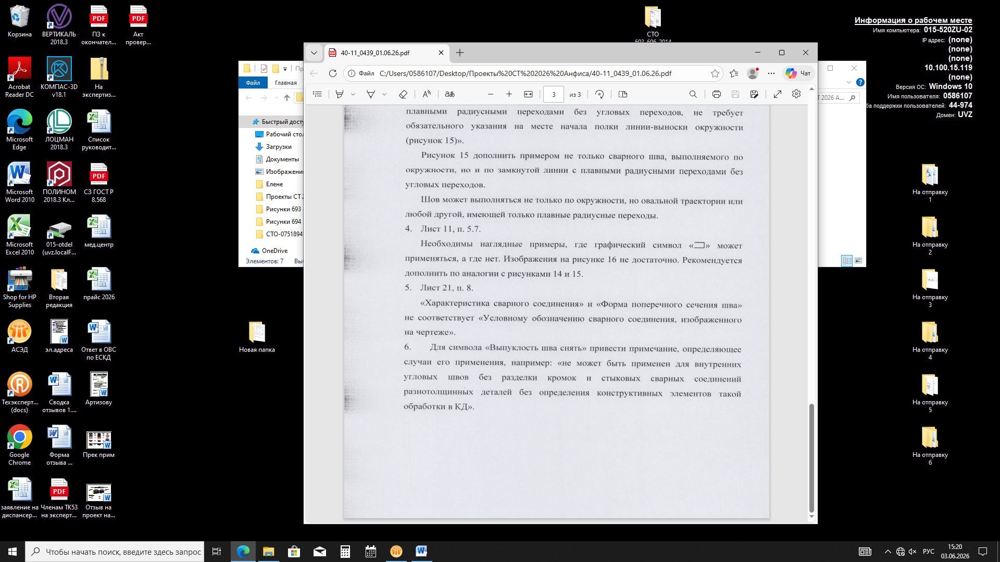 Корзина
ВЕРТИКАЛЬ
2018.3
ПЗ к
окончател...
Акт
провер...
Acrobat
Reader DC
КОМПАС-3D
v18.1
На
экспертиз...
Microsoft
Edge
ЛОЦМАН
2018.3
Список
руководит...
Microsoft
Word 2010
ПОЛИНОМ
2018.3 Кл...
СЗ ГОСТ Р
8.568
Microsoft
Excel 2010
015-otdel
(uvz.localF...
мед.центр
Shop for HP
Supplies
Вторая
редакция
прайс 2026
АСЭД
эл.адреса
Ответ в ОВС
по ЕСКД
Техэксперт...
(docs)
Сводка
отзывов 1....
Артизову
Google
Chrome
Форма
отзыва ...
Прек прим
заявление на
диспансер...
Членам ТК53
на эксперт...
Отзыв на
проект на...
СТО
693-696-2014
Новая папка
Информация о рабочем месте
Имя компьютера: 015-520ZU-02
IP адрес: (none)
(none)
(none)
10.100.15.119
(none)
Версия ОС: Windows 10
Имя пользователя: 0586107
ба поддержки пользователей: 44-974
Домен: UVZ
На отправку
1
На отправку
2
На отправку
3
На отправку
4
На отправку
5
На отправку
6
Пр
Файл
Главная
Быстрый досту
Рабочий стол
Загрузки
Документы
Изображения
Елене
Проекты СТ 2
Рисунки 693
Рисунки 694
СТО-0751894
OneDrive
Элементов: 7
Выб
Т 2026 А...
40-11_0439_01.06.26.pdf
Файл C:/Users/0586107/Desktop/Проекты%20СТ%202026%20Анфиса/40-11_0439_01.06.26.pdf
Чат
3 из 3
плавными радиусными переходами без угловых переходов, не требует
обязательного указания на месте начала полки линии-выноски окружности
(рисунок 15)».
Рисунок 15 дополнить примером не только сварного шва, выполняемого по
окружности, но и по замкнутой линии с плавными радиусными переходами без
угловых переходов.
Шов может выполняться не только по окружности, но овальной траектории или
любой другой, имеющей только плавные радиусные переходы.
4. Лист 11, п. 5.7.
Необходимы наглядные примеры, где графический символ «⊐» может
применяться, а где нет. Изображения на рисунке 16 не достаточно. Рекомендуется
дополнить по аналогии с рисунками 14 и 15.
5. Лист 21, п. 8.
«Характеристика сварного соединения» и «Форма поперечного сечения шва»
не соответствует «Условному обозначению сварного соединения, изображенного
на чертеже».
6. Для символа «Выпуклость шва снять» привести примечание, определяющее
случаи его применения, например: «не может быть применен для внутренних
угловых швов без разделки кромок и стыковых сварных соединений
разнотолщинных деталей без определения конструктивных элементов такой
обработки в КД».
Чтобы начать поиск, введите здесь запрос
РУС
15:20
03.06.2026